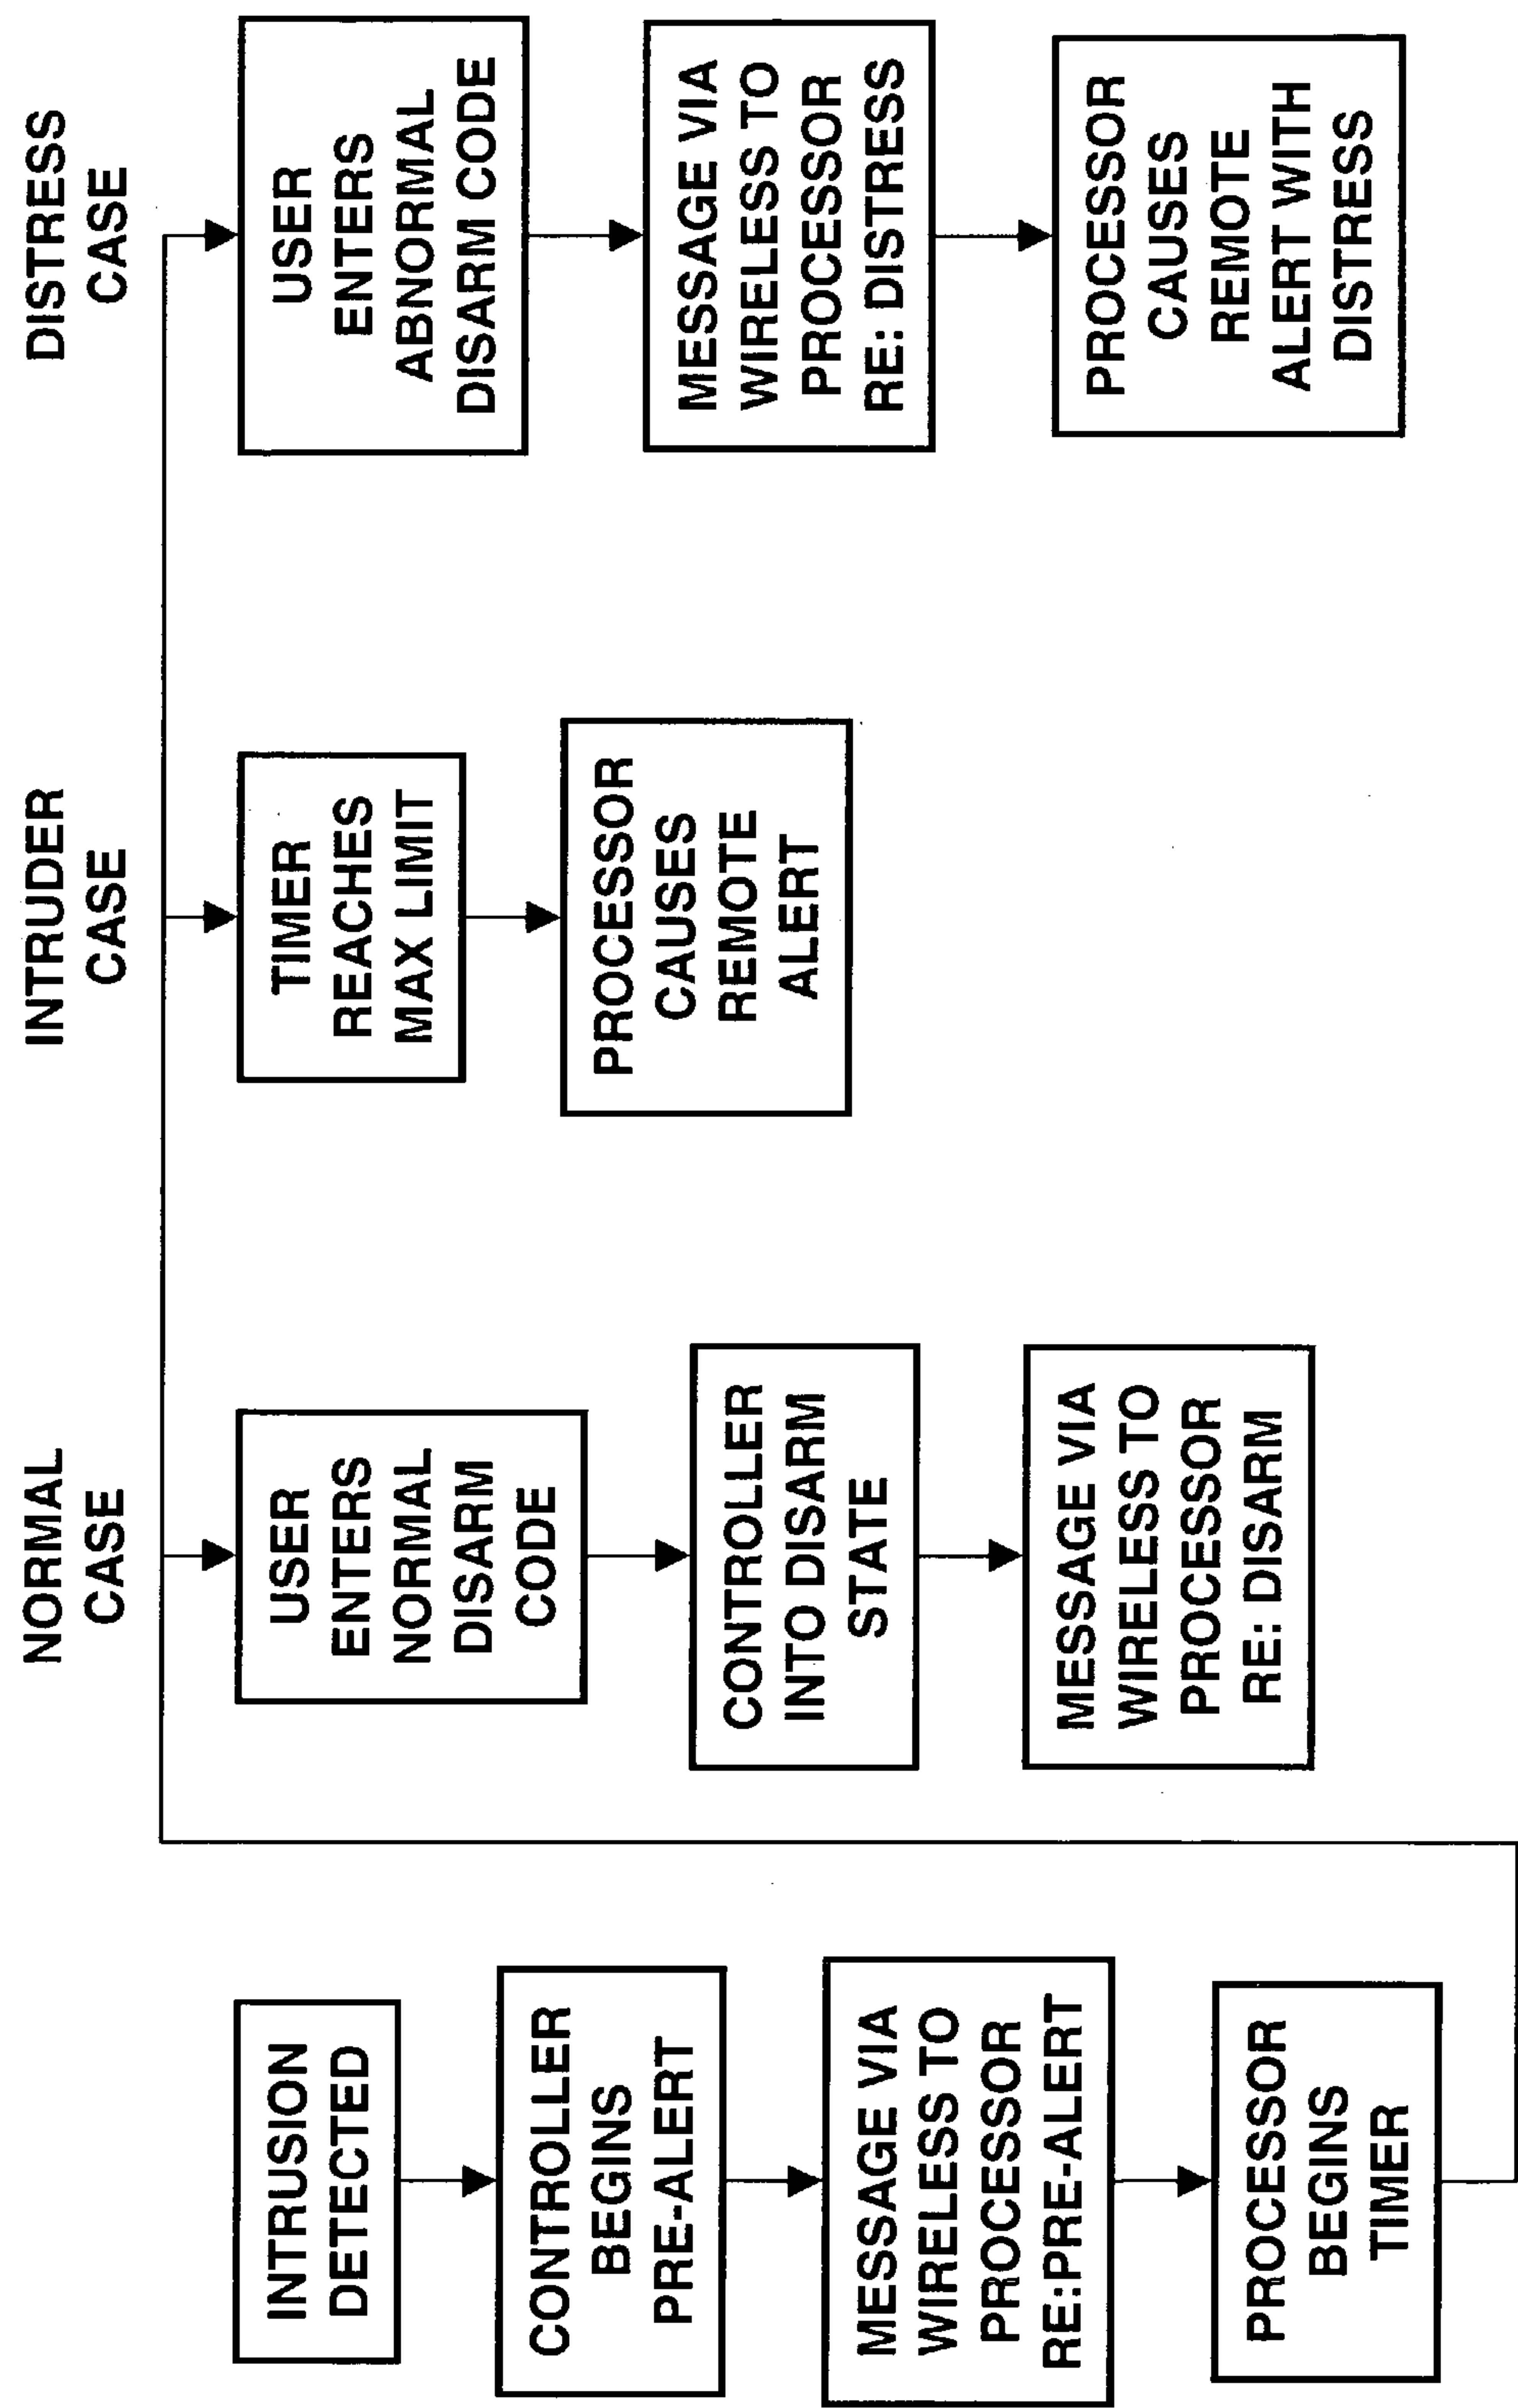 INTRUSION
DETECTED
CONTROLLER
BEGINS
PRE-ALERT
MESSAGE VIA
WIRELESS TO
PROCESSOR
RE:PRE-ALERT
PROCESSOR
BEGINS
TIMER
NORMAL
CASE
USER
ENTERS
NORMAL
DISARM
CODE
CONTROLLER
INTO DISARM
STATE
MESSAGE VIA
WIRELESS TO
PROCESSOR
RE: DISARM
INTRUDER
CASE
TIMER
REACHES
MAX LIMIT
PROCESSOR
CAUSES
REMOTE
ALERT
DISTRESS
CASE
USER
ENTERS
ABNORMAL
DISARM CODE
MESSAGE VIA
WIRELESS TO
PROCESSOR
RE: DISTRESS
PROCESSOR
CAUSES
REMOTE
ALERT WITH
DISTRESS